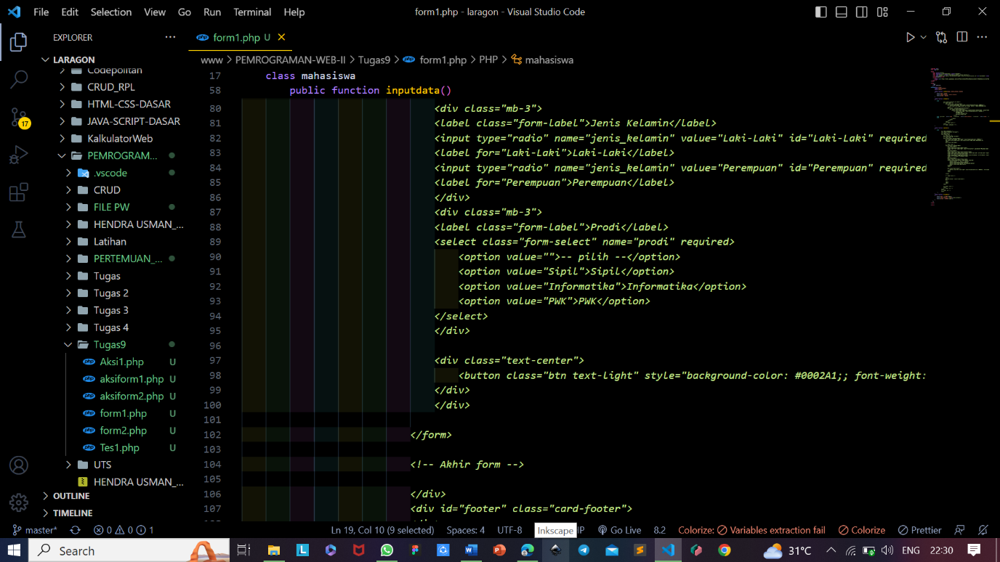 File Edit Selection View Go Run Terminal Help form1.php - laragon - Visual Studio Code
EXPLORER
form1.php U
LARAGON
www > PEMROGRAMAN-WEB-II > Tugas9 > form1.php > PHP > mahasiswa
Codepolitan
CRUD_RPL
HTML-CSS-DASAR
JAVA-SCRIPT-DASAR
17
KalkulatorWeb
PEMROGRAM...
.vscode
CRUD
FILE PW
HENDRA USMAN_...
Latihan
PERTEMUAN_...
Tugas
Tugas 2
Tugas 3
Tugas 4
Tugas9
php Aksi1.php U
php aksiform1.php U
php aksiform2.php U
php form1.php U
php form2.php U
php Tes1.php U
UTS
HENDRA USMAN_...
OUTLINE
TIMELINE
17 class mahasiswa
58 public function inputdata()
80 <div class="mb-3">
81 <label class="form-label">Jenis Kelamin</label>
82 <input type="radio" name="jenis_kelamin" value="Laki-Laki" id="Laki-Laki" required
83 <label for="Laki-Laki">Laki-Laki</label>
84 <input type="radio" name="jenis_kelamin" value="Perempuan" id="Perempuan" required
85 <label for="Perempuan">Perempuan</label>
86 </div>
87 <div class="mb-3">
88 <label class="form-label">Prodi</label>
89 <select class="form-select" name="prodi" required>
90 <option value="">-- pilih --</option>
91 <option value="Sipil">Sipil</option>
92 <option value="Informatika">Informatika</option>
93 <option value="PWK">PWK</option>
94 </select>
95 </div>
96
97 <div class="text-center">
98 <button class="btn text-light" style="background-color: #0002A1;; font-weight:
99 </div>
100 </div>
101
102 </form>
103
104 <!-- Akhir form -->
105
106 </div>
107 <div id="footer" class="card-footer">
master* 0 0 1 Ln 19, Col 10 (9 selected) Spaces: 4 UTF-8 Inkscape Go Live 8.2 Colorize: Variables extraction fail Colorize Prettier
Search 31°C ENG 22:30